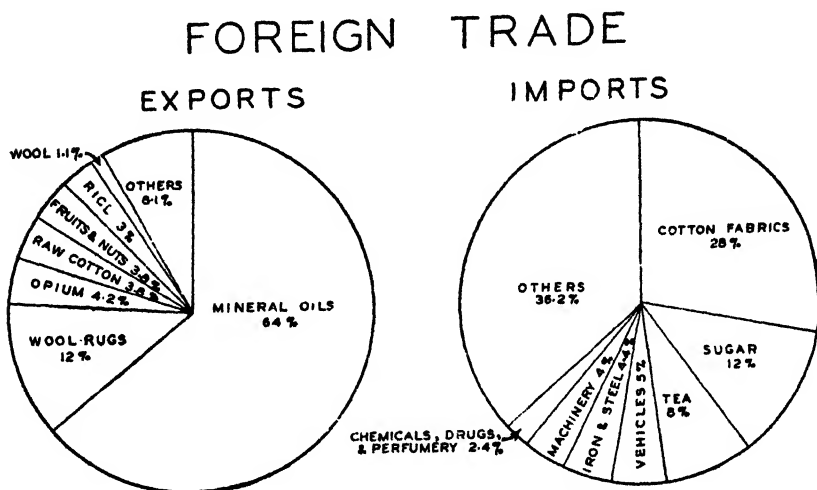 FOREIGN TRADE
EXPORTS
WOOL 1.1%
OTHERS
8.1%
RICE 3%
FRUITS & NUTS 3.8%
RAW COTTON 3.8%
OPIUM 4.2%
WOOL-RUGS
12%
MINERAL OILS
64%
IMPORTS
COTTON FABRICS
28%
SUGAR
12%
TEA
8%
VEHICLES 5%
IRON & STEEL 4.4%
MACHINERY 4%
CHEMICALS, DRUGS,
& PERFUMERY 2.4%
OTHERS
36.2%